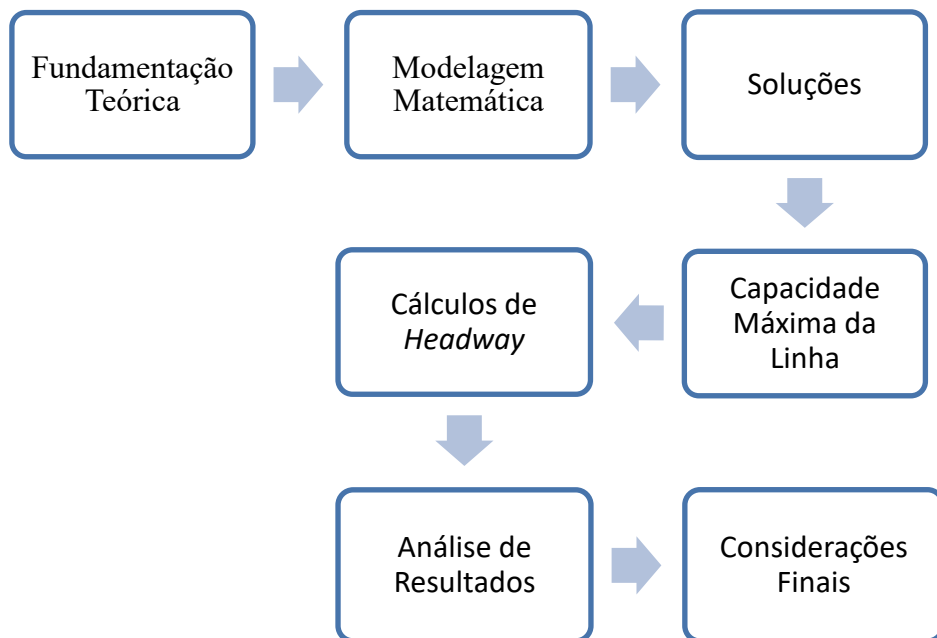 Fundamentação
Teórica
Modelagem
Matemática
Soluções
Capacidade
Máxima da
Linha
Cálculos de
Headway
Análise de
Resultados
Considerações
Finais